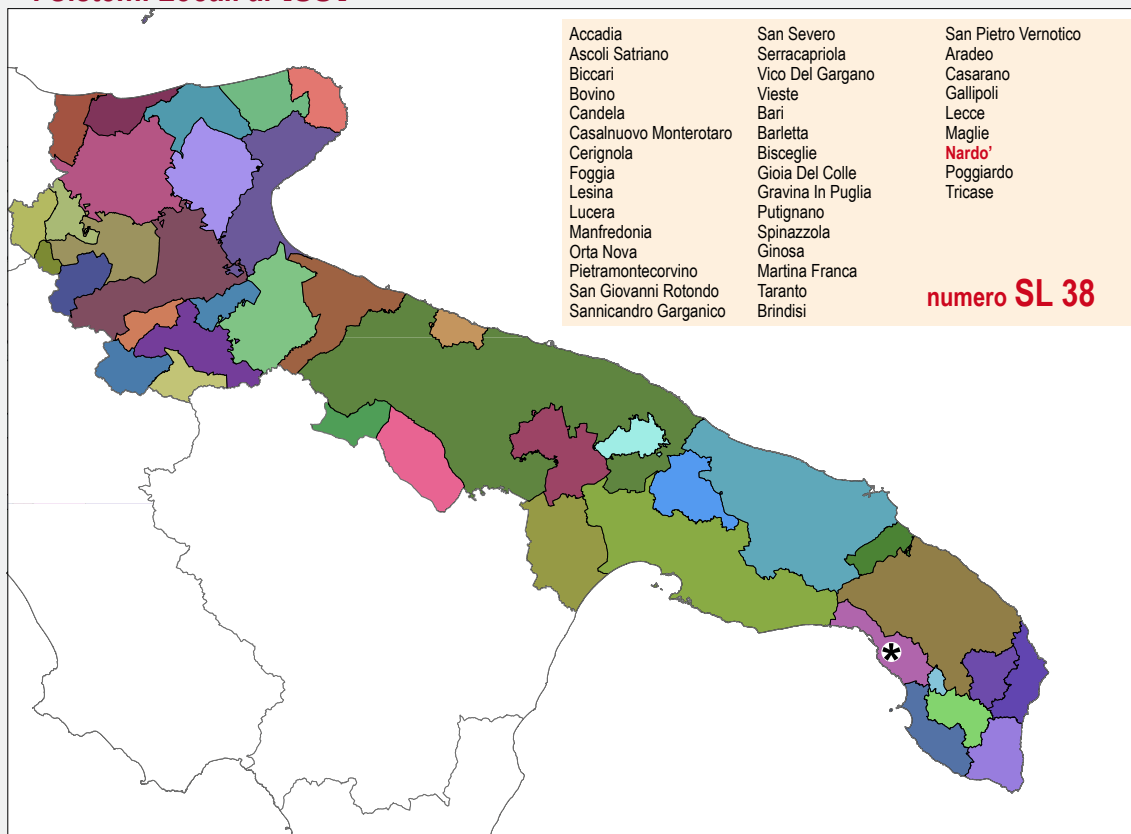 I Sistemi Locali al
Accadia
Ascoli Satriano
Biccari
Bovino
Candela
Casalnuovo Monterotaro
Cerignola
Foggia
Lesina
Lucera
Manfredonia
Orta Nova
Pietramontecorvino
San Giovanni Rotondo
Sannicandro Garganico
San Severo
Serracapriola
Vico Del Gargano
Vieste
Bari
Barletta
Bisceglie
Gioia Del Colle
Gravina In Puglia
Putignano
Spinazzola
Ginosa
Martina Franca
Taranto
Brindisi
San Pietro Vernotico
Aradeo
Casarano
Gallipoli
Lecce
Maglie
Nardo'
Poggiardo
Tricase
numero SL 38
*